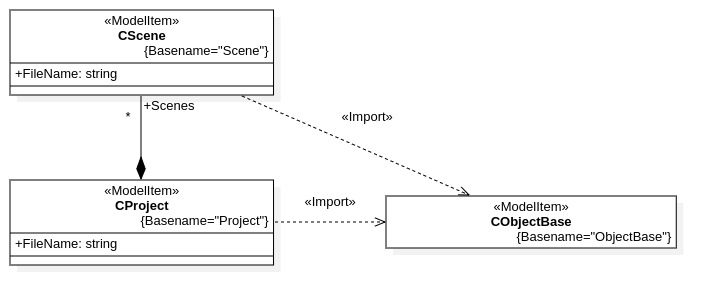 «ModelItem»
CScene
{Basename="Scene"}
+FileName: string
+Scenes
*
«Import»
«ModelItem»
CProject
{Basename="Project"}
+FileName: string
«Import»
«ModelItem»
CObjectBase
{Basename="ObjectBase"}